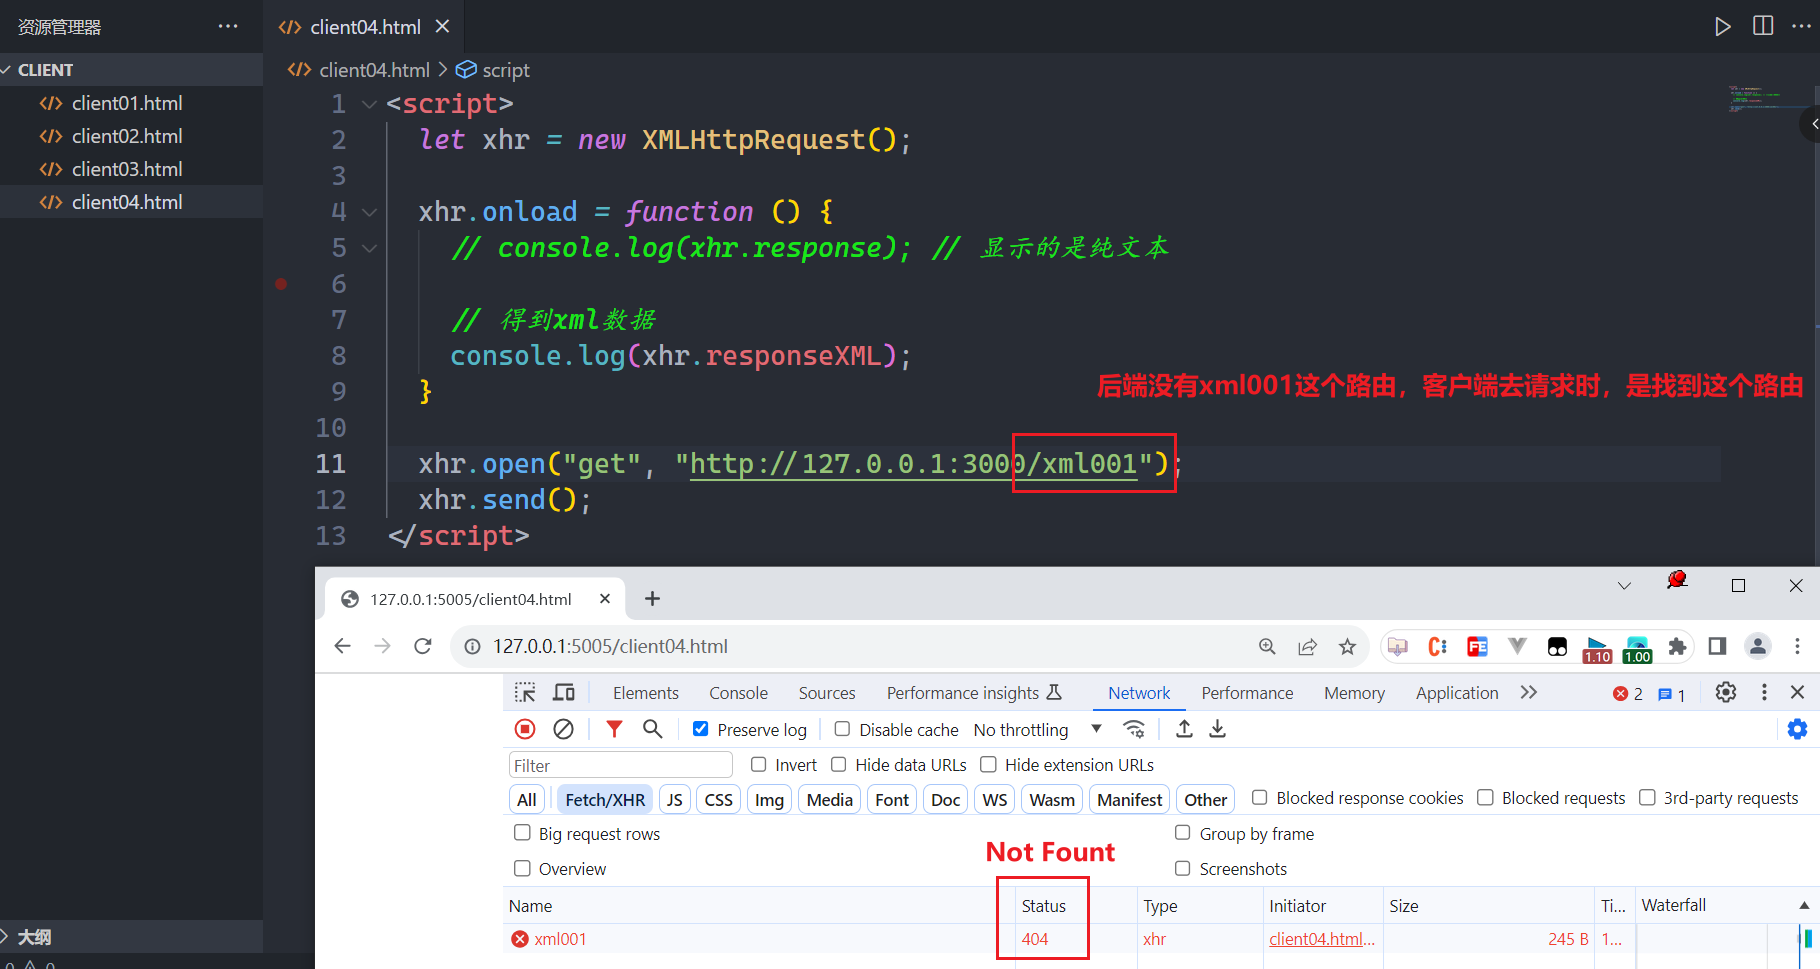 资源管理器 ···
client04.html
CLIENT
client01.html
client02.html
client03.html
client04.html
client04.html > script
1 <script>
2 let xhr = new XMLHttpRequest();
3
4 xhr.onload = function () {
5 // console.log(xhr.response); // 显示的是纯文本
6
7 // 得到xml数据
8 console.log(xhr.responseXML);
9 }
后端没有xml001这个路由，客户端去请求时，是找到这个路由
10
11 xhr.open("get", "http://127.0.0.1:3000/xml001");
12 xhr.send();
13 </script>
127.0.0.1:5005/client04.html
127.0.0.1:5005/client04.html
1.10 1.00
Elements Console Sources Performance insights Network Performance Memory Application 2 1
Preserve log Disable cache No throttling
Filter Invert Hide data URLs Hide extension URLs
All Fetch/XHR JS CSS Img Media Font Doc WS Wasm Manifest Other Blocked response cookies Blocked requests 3rd-party requests
Big request rows Group by frame
Not Fount
Overview Screenshots
Name Status Type Initiator Size Ti... Waterfall
xml001 404 xhr client04.html... 245 B 1...
大纲